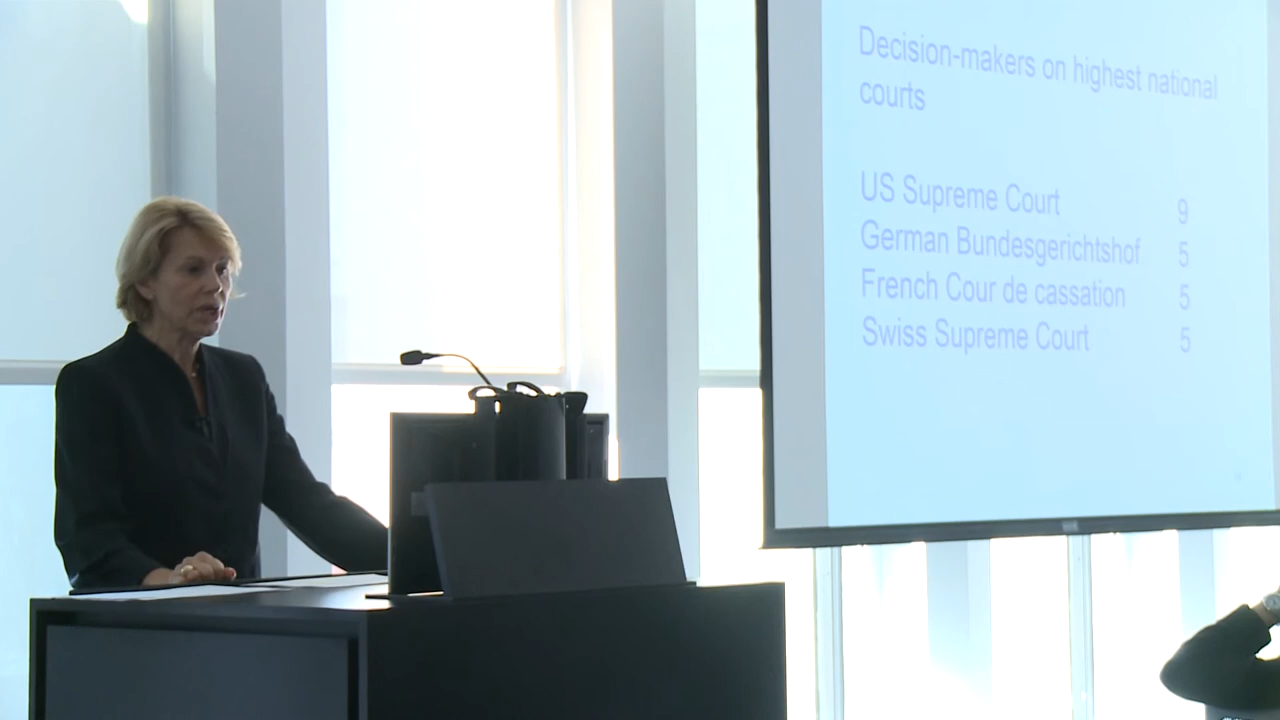 Decision-makers on highest national
courts
US Supreme Court 9
German Bundesgerichtshof 5
French Cour de cassation 5
Swiss Supreme Court 5